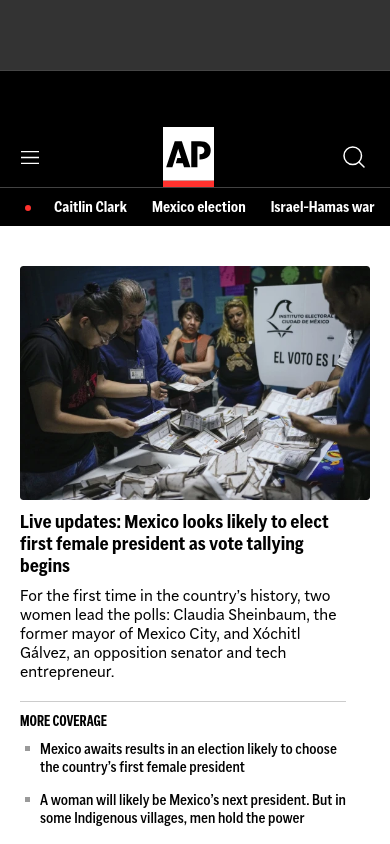 AP
Caitlin Clark Mexico election Israel-Hamas war
INSTITUTO ELECTORAL
CIUDAD DE MÉXICO
EL VOTO ES L
Live updates: Mexico looks likely to elect
first female president as vote tallying
begins
For the first time in the country’s history, two
women lead the polls: Claudia Sheinbaum, the
former mayor of Mexico City, and Xóchitl
Gálvez, an opposition senator and tech
entrepreneur.
MORE COVERAGE
Mexico awaits results in an election likely to choose
the country’s first female president
A woman will likely be Mexico’s next president. But in
some Indigenous villages, men hold the power